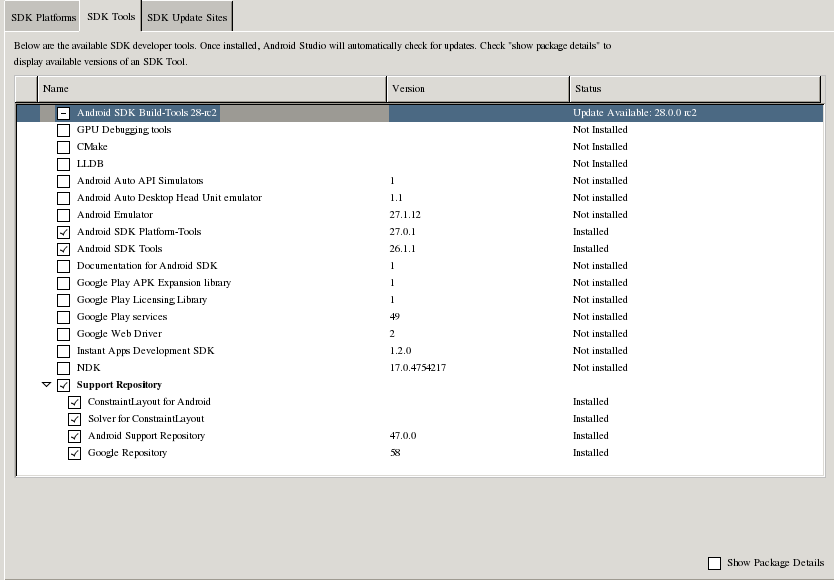 SDK Platforms SDK Tools SDK Update Sites
Below are the available SDK developer tools. Once installed, Android Studio will automatically check for updates. Check "show package details" to
display available versions of an SDK Tool.
Name Version Status
Android SDK Build-Tools 28-rc2 Update Available: 28.0.0 rc2
GPU Debugging tools Not Installed
CMake Not Installed
LLDB Not Installed
Android Auto API Simulators 1 Not installed
Android Auto Desktop Head Unit emulator 1.1 Not installed
Android Emulator 27.1.12 Not installed
Android SDK Platform-Tools 27.0.1 Installed
Android SDK Tools 26.1.1 Installed
Documentation for Android SDK 1 Not installed
Google Play APK Expansion library 1 Not installed
Google Play Licensing Library 1 Not installed
Google Play services 49 Not installed
Google Web Driver 2 Not installed
Instant Apps Development SDK 1.2.0 Not installed
NDK 17.0.4754217 Not installed
Support Repository
ConstraintLayout for Android Installed
Solver for ConstraintLayout Installed
Android Support Repository 47.0.0 Installed
Google Repository 58 Installed
Show Package Details